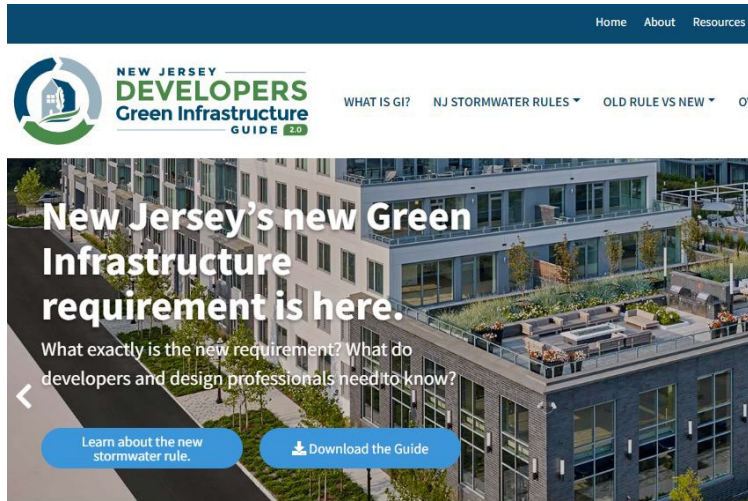 Home About Resources
NEW JERSEY
DEVELOPERS
Green Infrastructure
GUIDE 2.0
WHAT IS GI? NJ STORMWATER RULES OLD RULE VS NEW
New Jersey's new Green
Infrastructure
requirement is here.
What exactly is the new requirement? What do
developers and design professionals need to know?
Learn about the new
stormwater rule.
Download the Guide